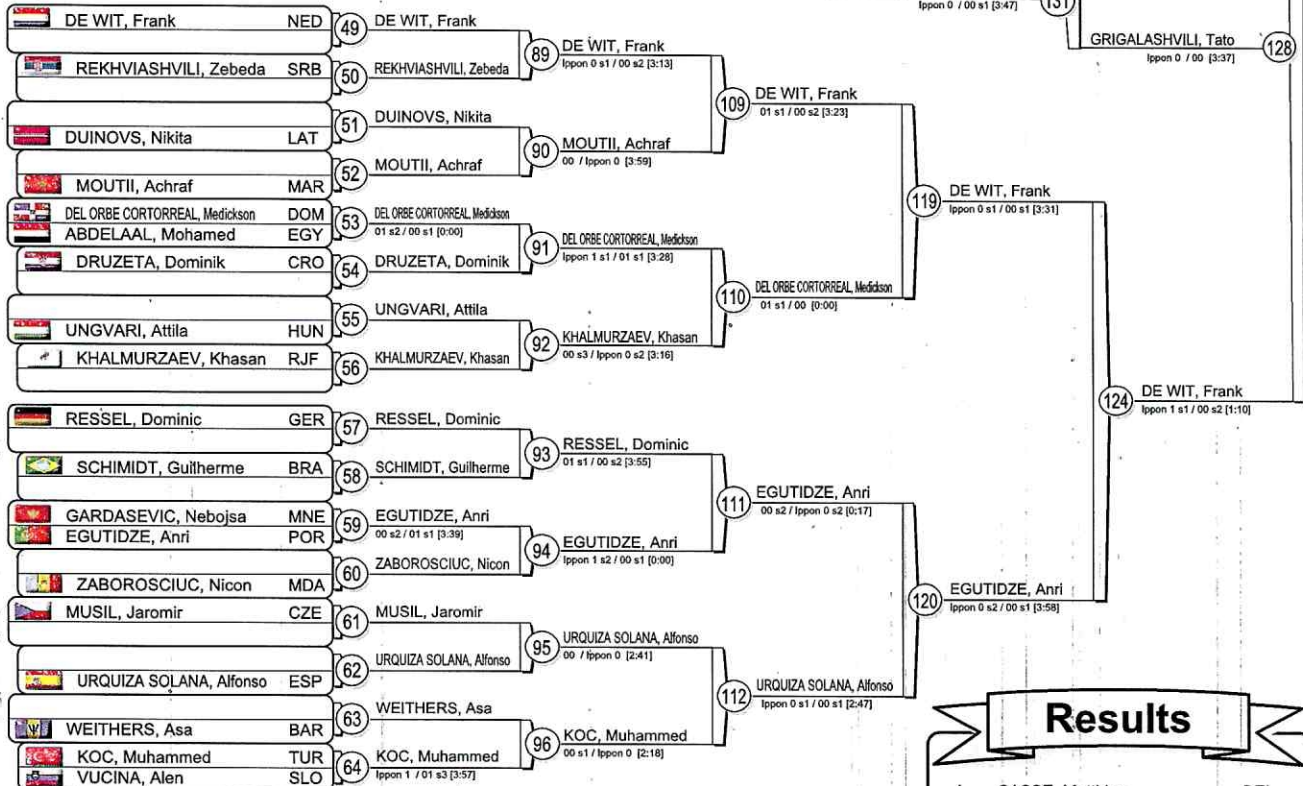 Ippon 0 / 00 s1 [3:47]
131
GRIGALASHVILI, Tato
Ippon 0 / 00 [3:37]
128
DE WIT, Frank NED
REKHVIASHVILI, Zebeda SRB
DUINOVS, Nikita LAT
MOUTII, Achraf MAR
DEL ORBE CORTORREAL, Medickson DOM
ABDELAAL, Mohamed EGY
DRUZETA, Dominik CRO
UNGVARI, Attila HUN
KHALMURZAEV, Khasan RJF
RESSEL, Dominic GER
SCHIMIDT, Guilherme BRA
GARDASEVIC, Nebojsa MNE
EGUTIDZE, Anri POR
ZABOROSCIUC, Nicon MDA
MUSIL, Jaromir CZE
URQUIZA SOLANA, Alfonso ESP
WEITHERS, Asa BAR
KOC, Muhammed TUR
VUCINA, Alen SLO
49 DE WIT, Frank
50 REKHVIASHVILI, Zebeda
51 DUINOVS, Nikita
52 MOUTII, Achraf
53 DEL ORBE CORTORREAL, Medickson
01 s2 / 00 s1 [0:00]
54 DRUZETA, Dominik
55 UNGVARI, Attila
56 KHALMURZAEV, Khasan
57 RESSEL, Dominic
58 SCHIMIDT, Guilherme
59 EGUTIDZE, Anri
00 s2 / 01 s1 [3:39]
60 ZABOROSCIUC, Nicon
61 MUSIL, Jaromir
62 URQUIZA SOLANA, Alfonso
63 WEITHERS, Asa
64 KOC, Muhammed
Ippon 1 / 01 s3 [3:57]
89 DE WIT, Frank
Ippon 0 s1 / 00 s2 [3:13]
90 MOUTII, Achraf
00 / Ippon 0 [3:59]
91 DEL ORBE CORTORREAL, Medickson
Ippon 1 s1 / 01 s1 [3:28]
92 KHALMURZAEV, Khasan
00 s3 / Ippon 0 s2 [3:16]
93 RESSEL, Dominic
01 s1 / 00 s2 [3:55]
94 EGUTIDZE, Anri
Ippon 1 s2 / 00 s1 [0:00]
95 URQUIZA SOLANA, Alfonso
00 / Ippon 0 [2:41]
96 KOC, Muhammed
00 s1 / Ippon 0 [2:18]
109 DE WIT, Frank
01 s1 / 00 s2 [3:23]
110 DEL ORBE CORTORREAL, Medickson
01 s1 / 00 [0:00]
111 EGUTIDZE, Anri
00 s2 / Ippon 0 s2 [0:17]
112 URQUIZA SOLANA, Alfonso
Ippon 0 s1 / 00 s1 [2:47]
119 DE WIT, Frank
Ippon 0 s1 / 00 s1 [3:31]
120 EGUTIDZE, Anri
Ippon 0 s2 / 00 s1 [3:58]
124 DE WIT, Frank
Ippon 1 s1 / 00 s2 [1:10]
Results